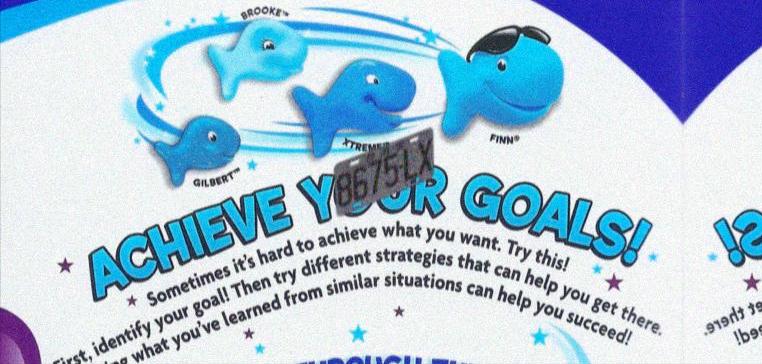 BROOKE™
XTREME
FINN®
GILBERT™
8675-LX
ACHIEVE YOUR GOALS!
Sometimes it's hard to achieve what you want. Try this!
First, identify your goal! Then try different strategies that can help you get there.
what you've learned from similar situations can help you succeed!